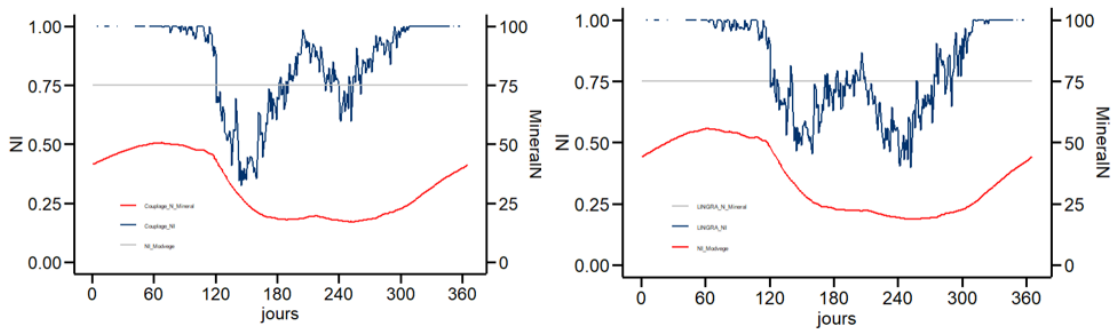 1.00
0.75
0.50
0.25
0.00
NI
100
75
50
25
0
MineralN
0 60 120 180 240 300 360
jours
Couplage_N_Mineral
Couplage_NI
NI_Modvege
1.00
0.75
0.50
0.25
0.00
NI
100
75
50
25
0
MineralN
0 60 120 180 240 300 360
jours
LINGRA_N_Mineral
LINGRA_NI
NI_Modvege